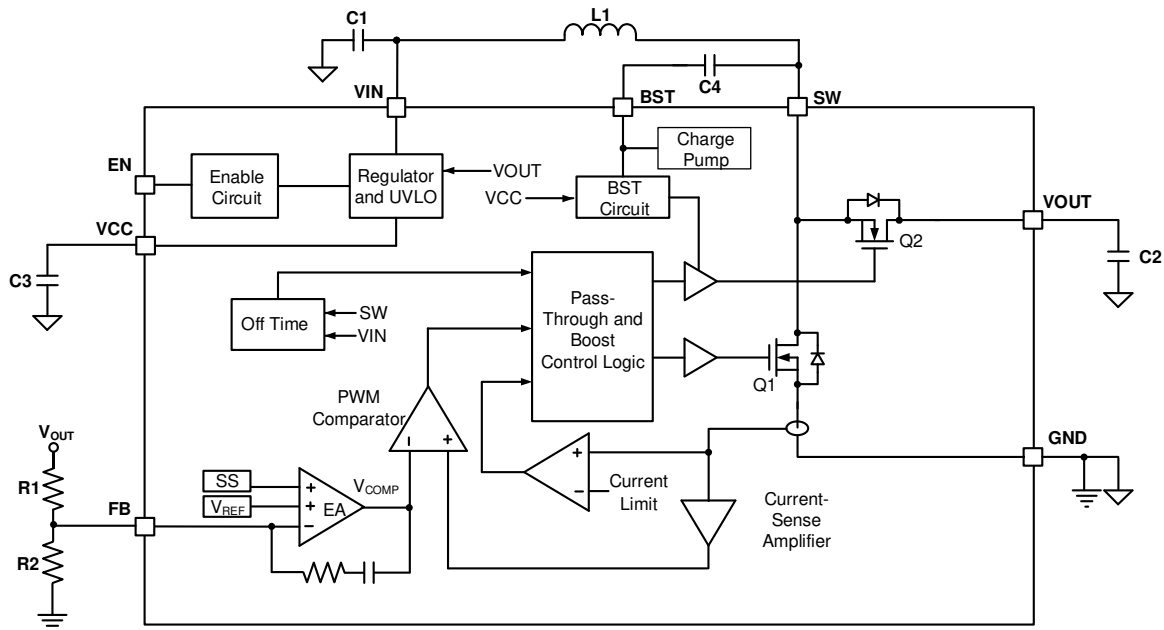 C1
L1
C4
VIN
BST
SW
Charge
Pump
EN
Enable
Circuit
Regulator
and UVLO
VOUT
VCC
BST
Circuit
VOUT
VCC
Q2
C3
C2
Off Time
SW
VIN
Pass-
Through and
Boost
Control Logic
Q1
PWM
Comparator
VOUT
GND
R1
SS
VREF
EA
VCOMP
Current
Limit
Current-
Sense
Amplifier
FB
R2